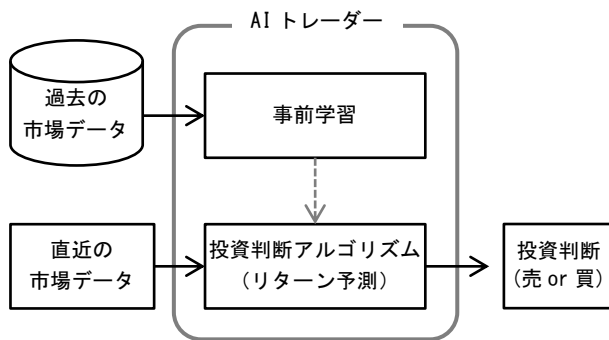 AI トレーダー
過去の
市場データ
事前学習
直近の
市場データ
投資判断アルゴリズム
（リターン予測）
投資判断
(売 or 買)